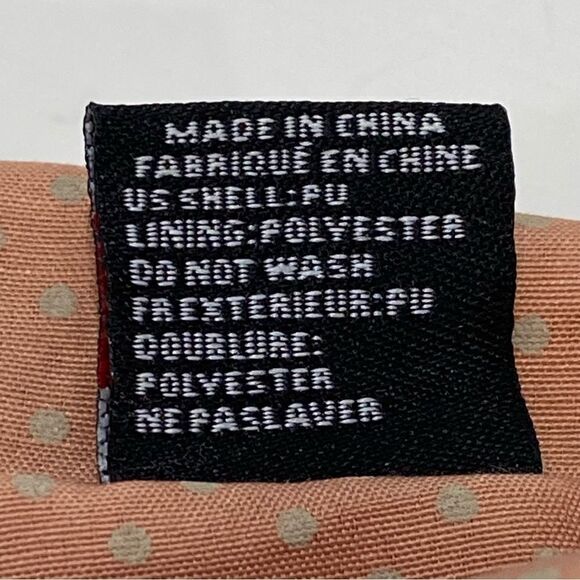 MADE IN CHINA
FABRIQUÉ EN CHINE
US SHELL:PU
LINING:POLYESTER
DO NOT WASH
FA EXTERIEUR:PU
DOUBLURE:
POLYESTER
NE PAS LAVER